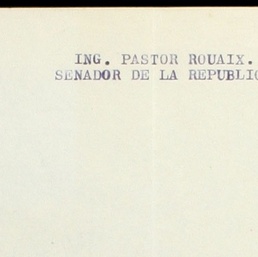 ING. PASTOR ROUAIX.
SENADOR DE LA REPUBLIC